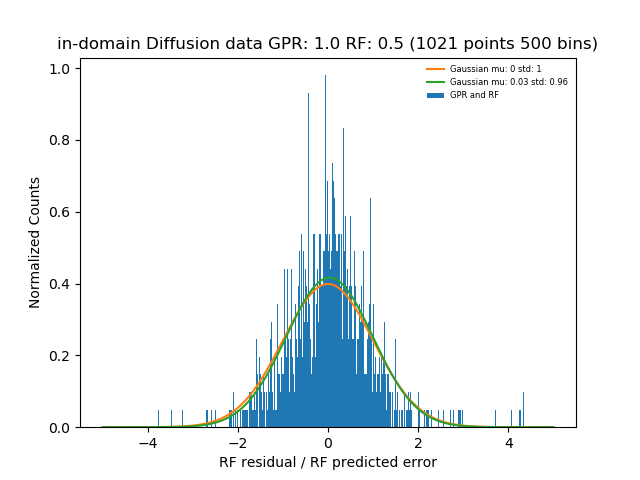 in-domain Diffusion data GPR: 1.0 RF: 0.5 (1021 points 500 bins)
Gaussian mu: 0 std: 1
Gaussian mu: 0.03 std: 0.96
GPR and RF
1.0
0.8
0.6
0.4
0.2
0.0
Normalized Counts
−4
−2
0
2
4
RF residual / RF predicted error